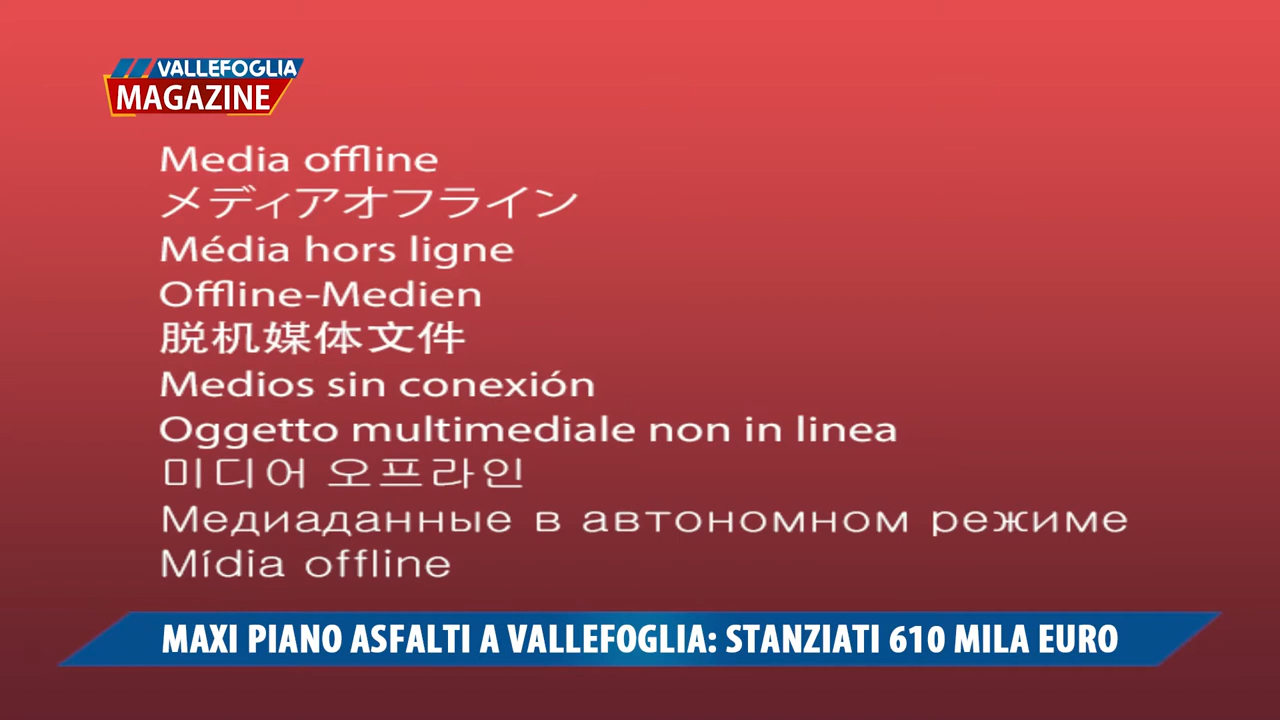 VALLEFOGLIA
MAGAZINE
Media offline
メディアオフライン
Média hors ligne
Offline-Medien
脱机媒体文件
Medios sin conexión
Oggetto multimediale non in linea
미디어 오프라인
Медиаданные в автономном режиме
Mídia offline
MAXI PIANO ASFALTI A VALLEFOGLIA: STANZIATI 610 MILA EURO